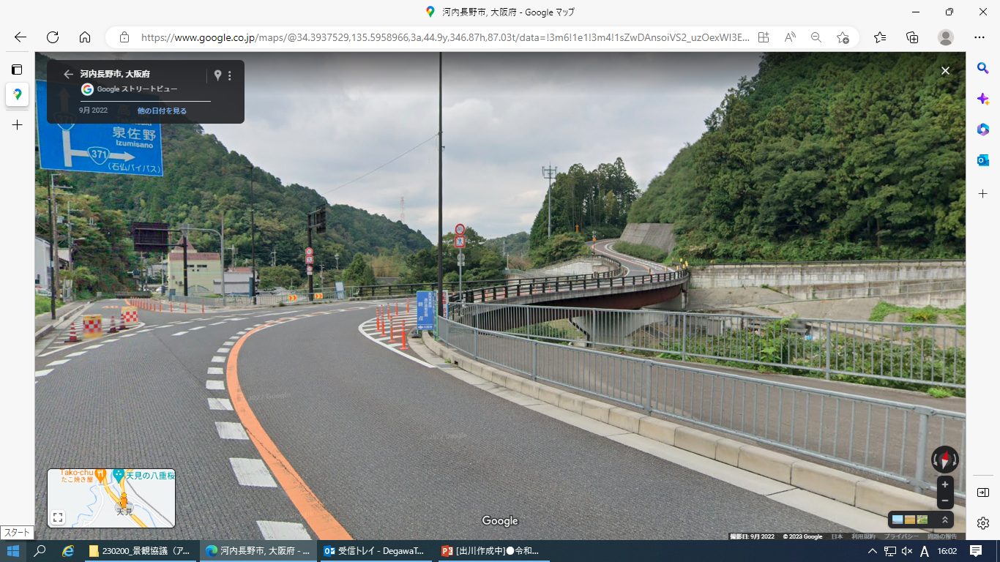 河内長野市, 大阪府 - Google マップ
https://www.google.co.jp/maps/@34.3937529,135.5958966,3a,44.9y,346.87h,87.03t/data=!3m6!1e1!3m4!1sZwDAnsoiVS2_uzOexWI3E...
河内長野市, 大阪府
Google ストリートビュー
9月 2022
他の日付を見る
371
泉佐野
Izumisano
371
(石仏バイパス)
Tako-chu
たこ焼き屋
天見の八重桜
天見
Google
撮影日: 9月 2022
© 2023 Google
日本
利用規約
プライバシー
問題の報告
スタート
230200_景観協議（ア...
河内長野市, 大阪府 - ...
受信トレイ - DegawaT...
[出川作成中]●令和...
A
16:02